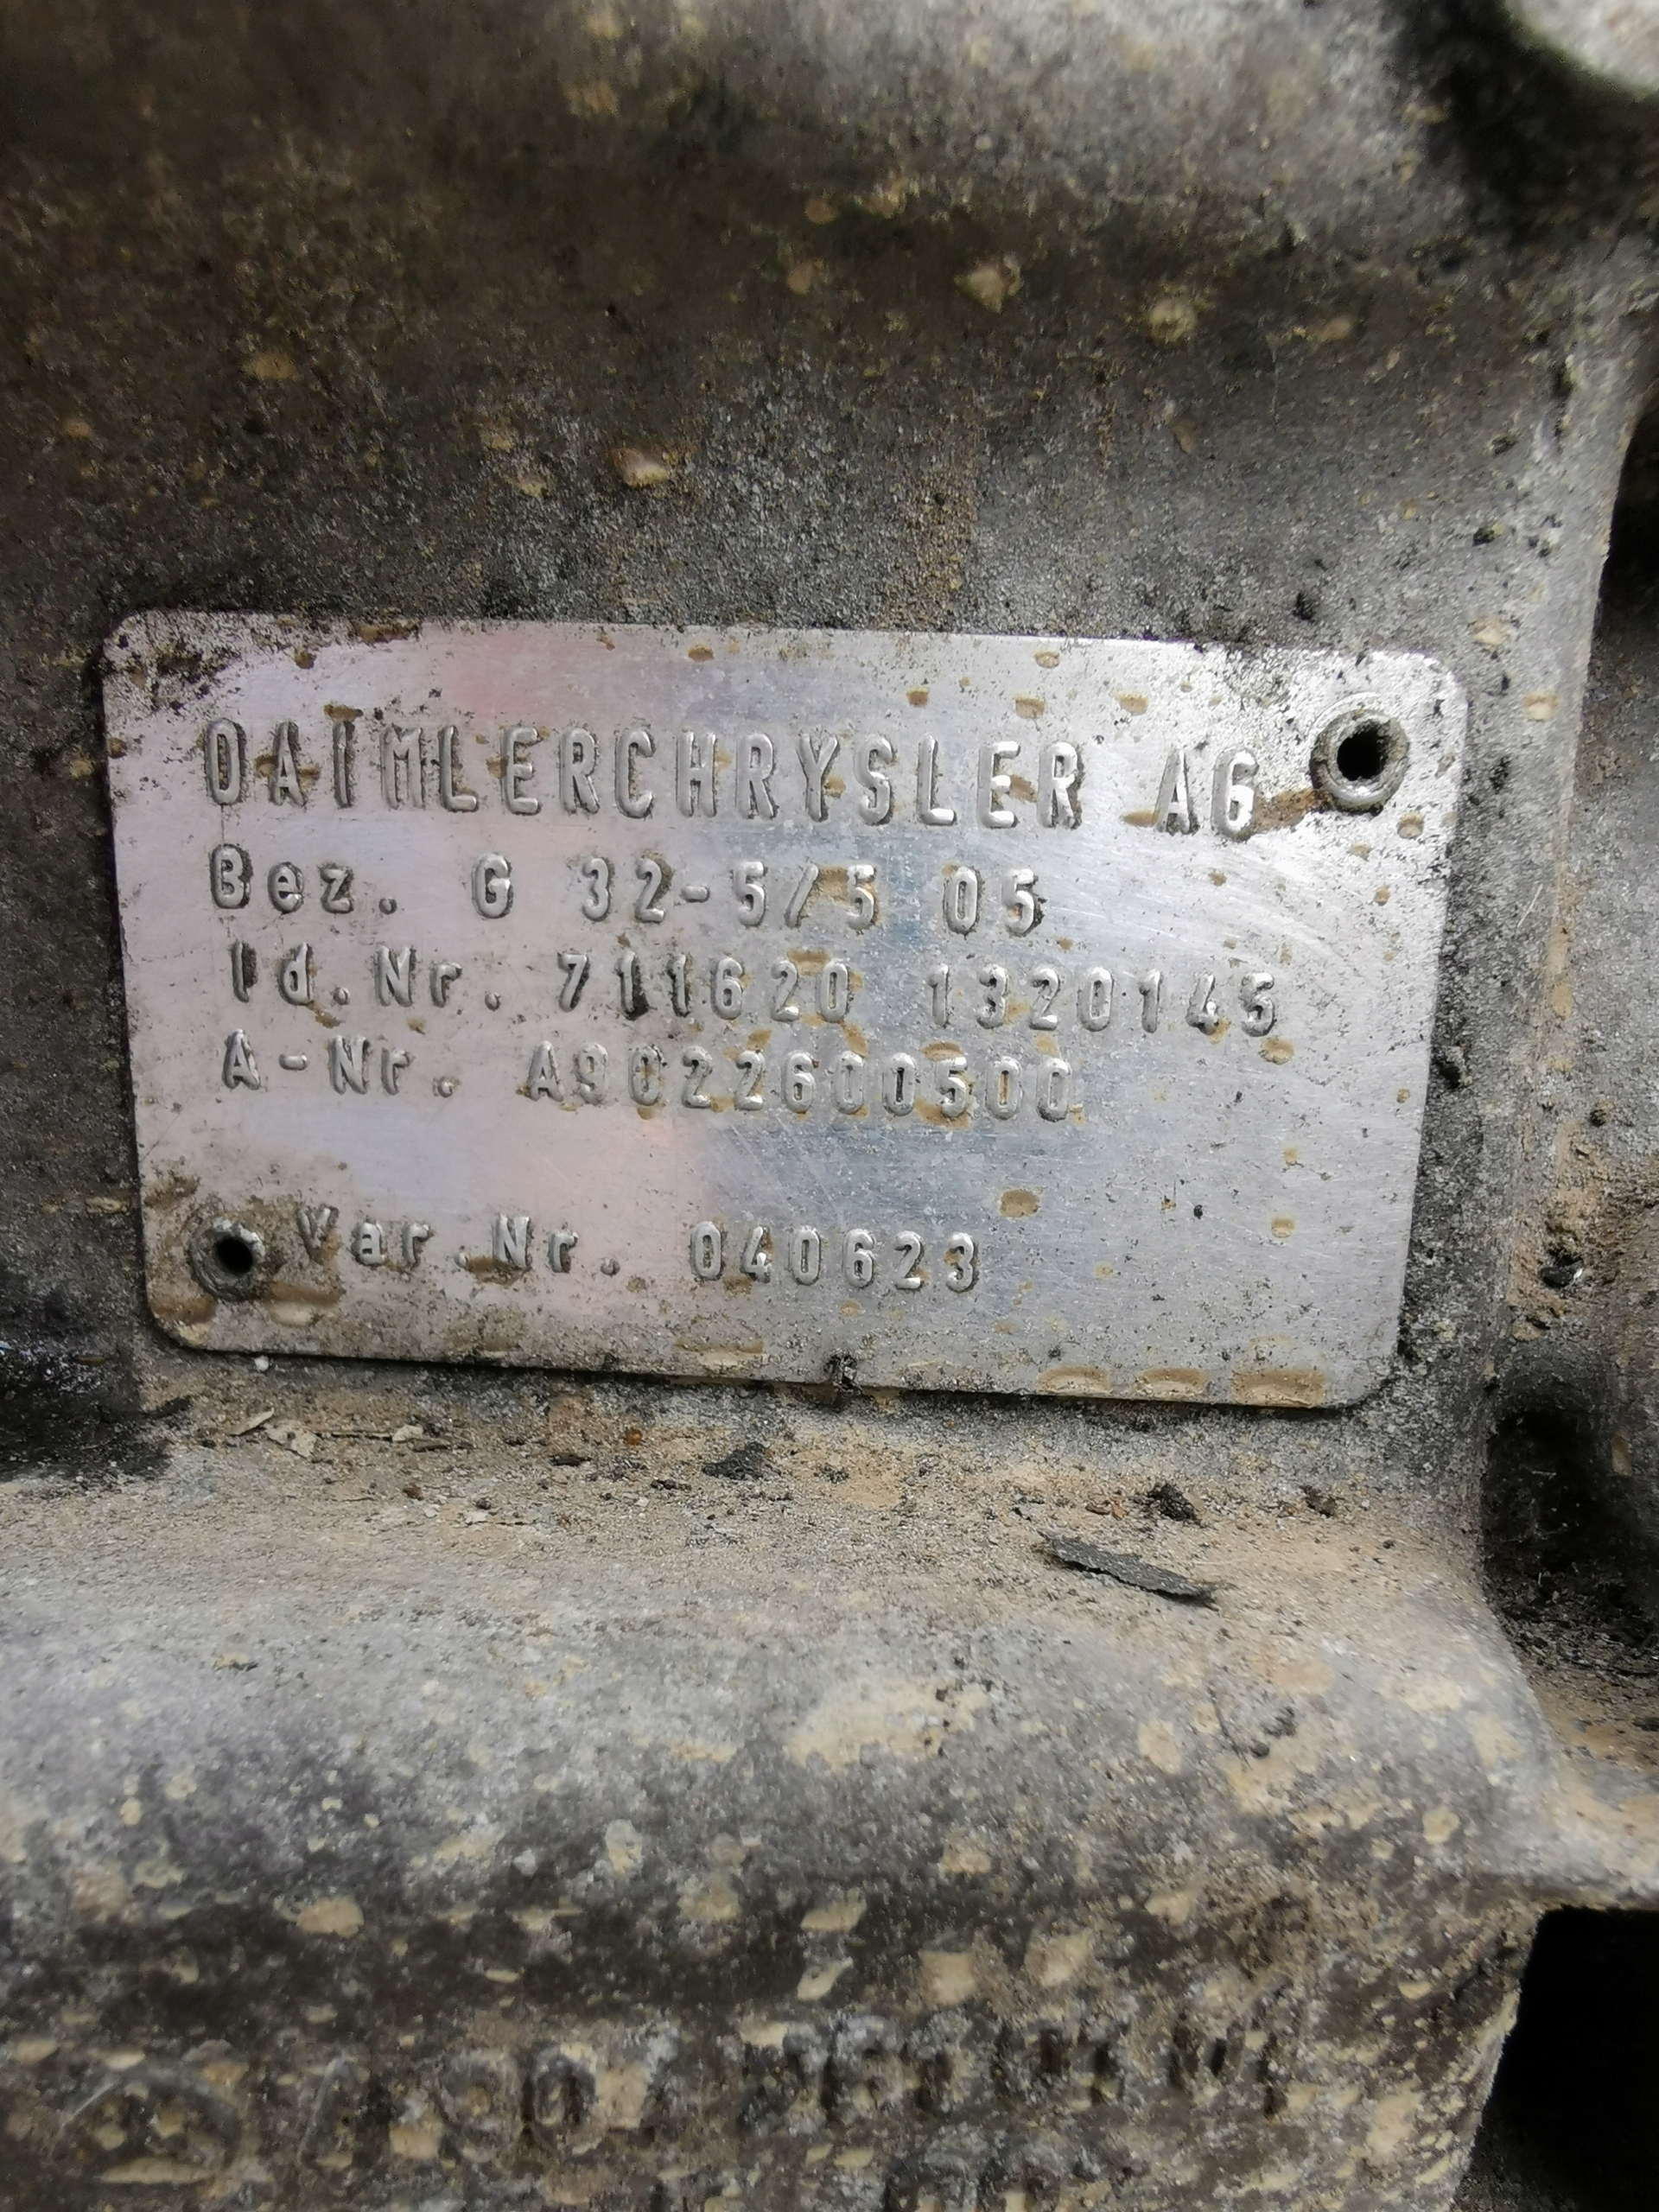 DAIMLERCHRYSLER AG
Bez. G 32-5/5 05
Id.Nr. 711620 1320145
A-Nr. A9022600500
Var.Nr. 040623